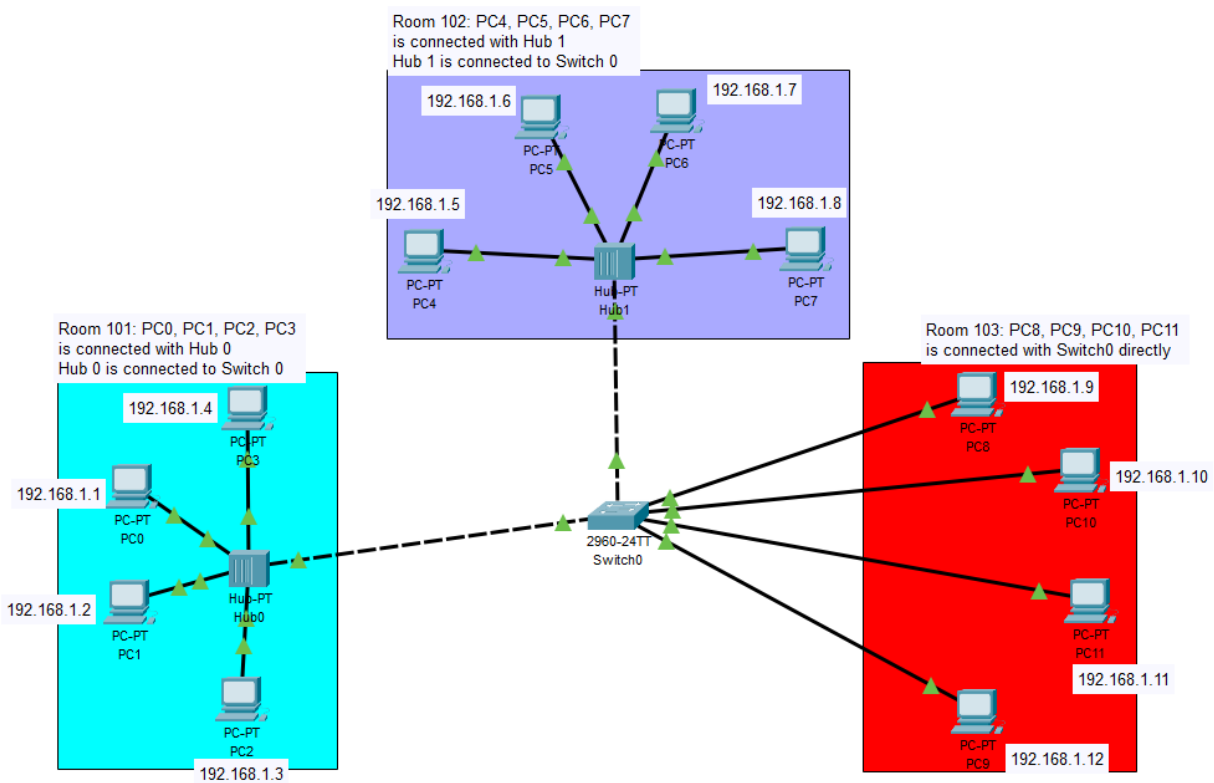 Room 102: PC4, PC5, PC6, PC7
is connected with Hub 1
Hub 1 is connected to Switch 0
192.168.1.6
192.168.1.7
PC-PT
PC5
PC-PT
PC6
192.168.1.5
192.168.1.8
PC-PT
PC4
Hub-PT
Hub1
PC-PT
PC7
Room 101: PC0, PC1, PC2, PC3
is connected with Hub 0
Hub 0 is connected to Switch 0
192.168.1.4
PC-PT
PC3
192.168.1.1
PC-PT
PC0
192.168.1.2
PC-PT
PC1
Hub-PT
Hub0
PC-PT
PC2
192.168.1.3
2960-24TT
Switch0
Room 103: PC8, PC9, PC10, PC11
is connected with Switch0 directly
192.168.1.9
PC-PT
PC8
192.168.1.10
PC-PT
PC10
PC-PT
PC11
192.168.1.11
PC-PT
PC9
192.168.1.12